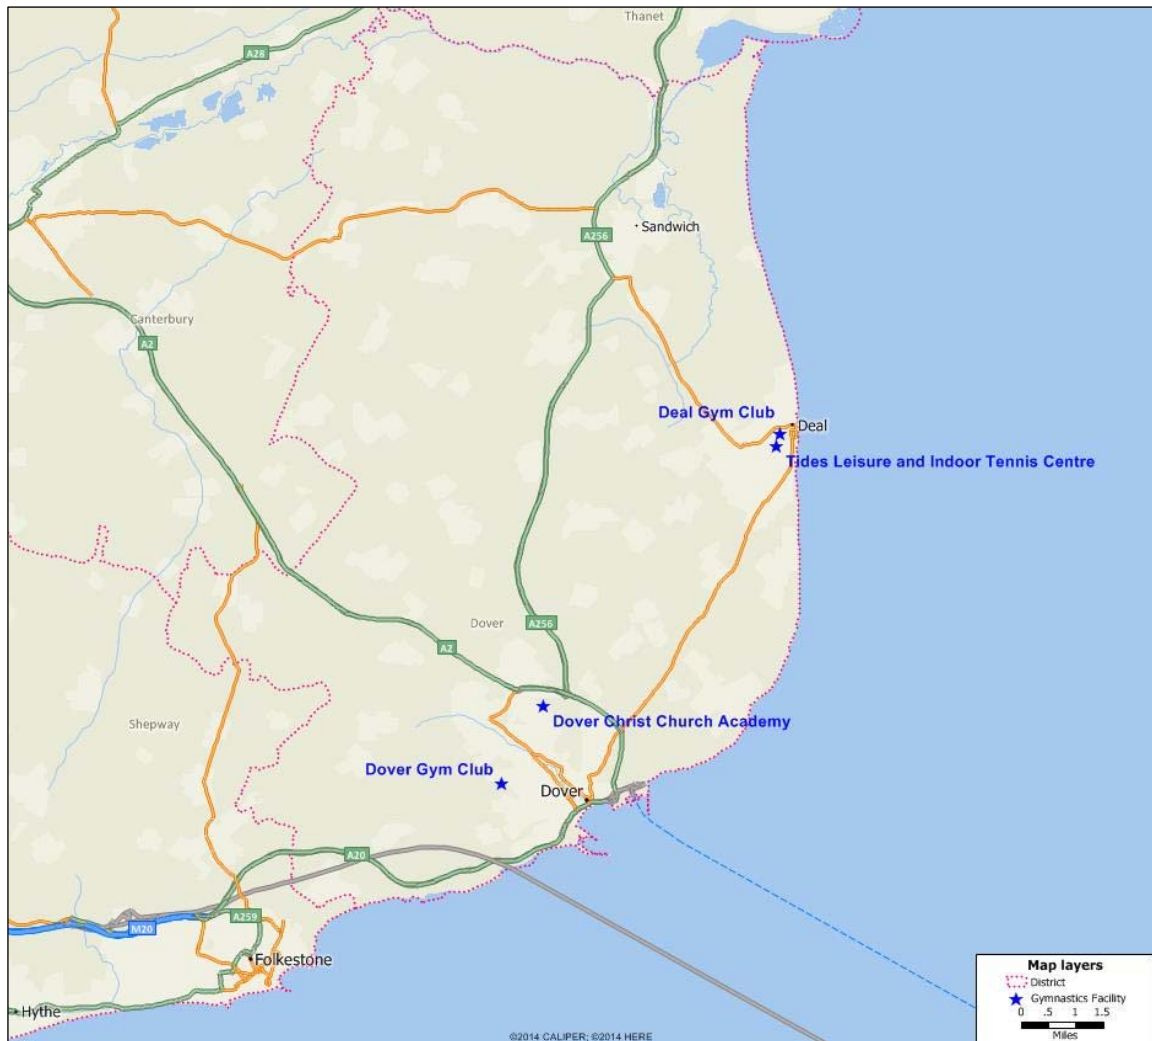 Thanet
A28
Sandwich
A256
Canterbury
A2
Deal Gym Club
Deal
Tides Leisure and Indoor Tennis Centre
A256
Dover
A2
Dover Christ Church Academy
Shepway
Dover Gym Club
Dover
A20
A259
M20
Folkestone
Hythe
Map layers
District
Gymnastics Facility
0 .5 1 1.5
Miles
©2014 CALIPER; ©2014 HERE